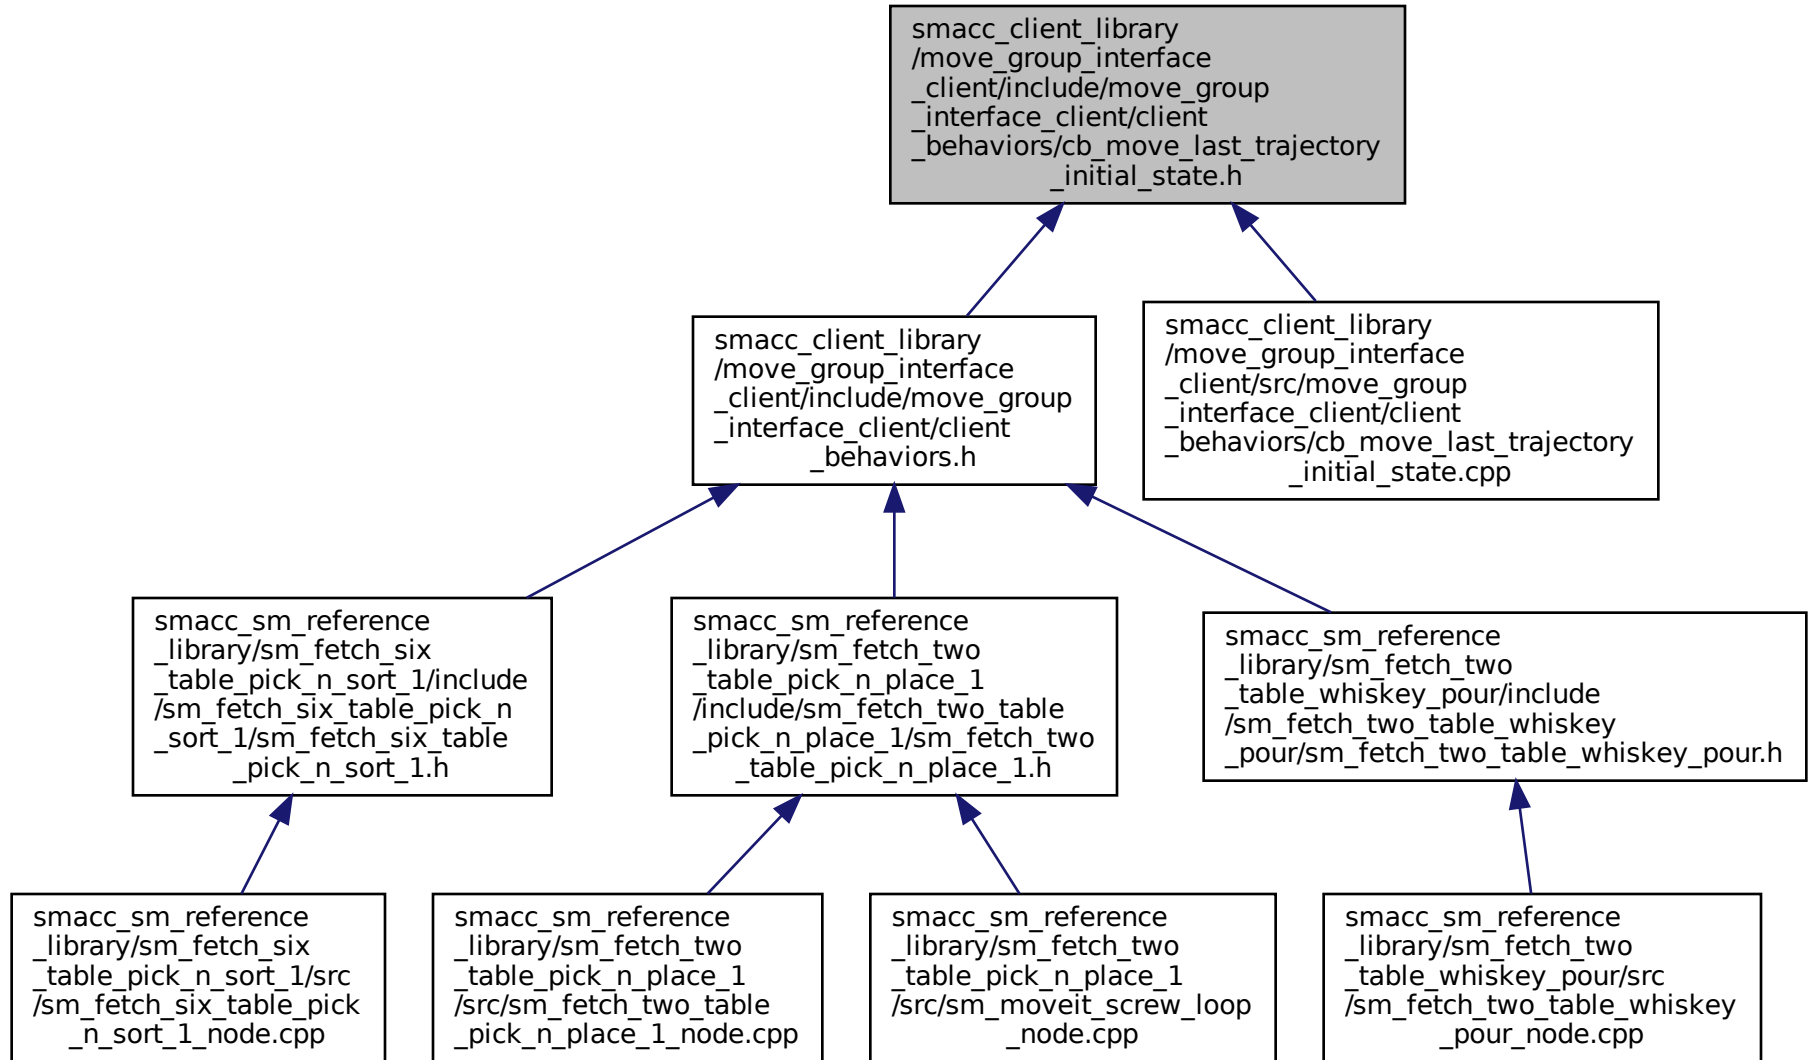 smacc_client_library
/move_group_interface
_client/include/move_group
_interface_client/client
_behaviors/cb_move_last_trajectory
_initial_state.h
smacc_client_library
/move_group_interface
_client/include/move_group
_interface_client/client
_behaviors.h
smacc_client_library
/move_group_interface
_client/src/move_group
_interface_client/client
_behaviors/cb_move_last_trajectory
_initial_state.cpp
smacc_sm_reference
_library/sm_fetch_six
_table_pick_n_sort_1/include
/sm_fetch_six_table_pick_n
_sort_1/sm_fetch_six_table
_pick_n_sort_1.h
smacc_sm_reference
_library/sm_fetch_two
_table_pick_n_place_1
/include/sm_fetch_two_table
_pick_n_place_1/sm_fetch_two
_table_pick_n_place_1.h
smacc_sm_reference
_library/sm_fetch_two
_table_whiskey_pour/include
/sm_fetch_two_table_whiskey
_pour/sm_fetch_two_table_whiskey_pour.h
smacc_sm_reference
_library/sm_fetch_six
_table_pick_n_sort_1/src
/sm_fetch_six_table_pick
_n_sort_1_node.cpp
smacc_sm_reference
_library/sm_fetch_two
_table_pick_n_place_1
/src/sm_fetch_two_table
_pick_n_place_1_node.cpp
smacc_sm_reference
_library/sm_fetch_two
_table_pick_n_place_1
/src/sm_moveit_screw_loop
_node.cpp
smacc_sm_reference
_library/sm_fetch_two
_table_whiskey_pour/src
/sm_fetch_two_table_whiskey
_pour_node.cpp